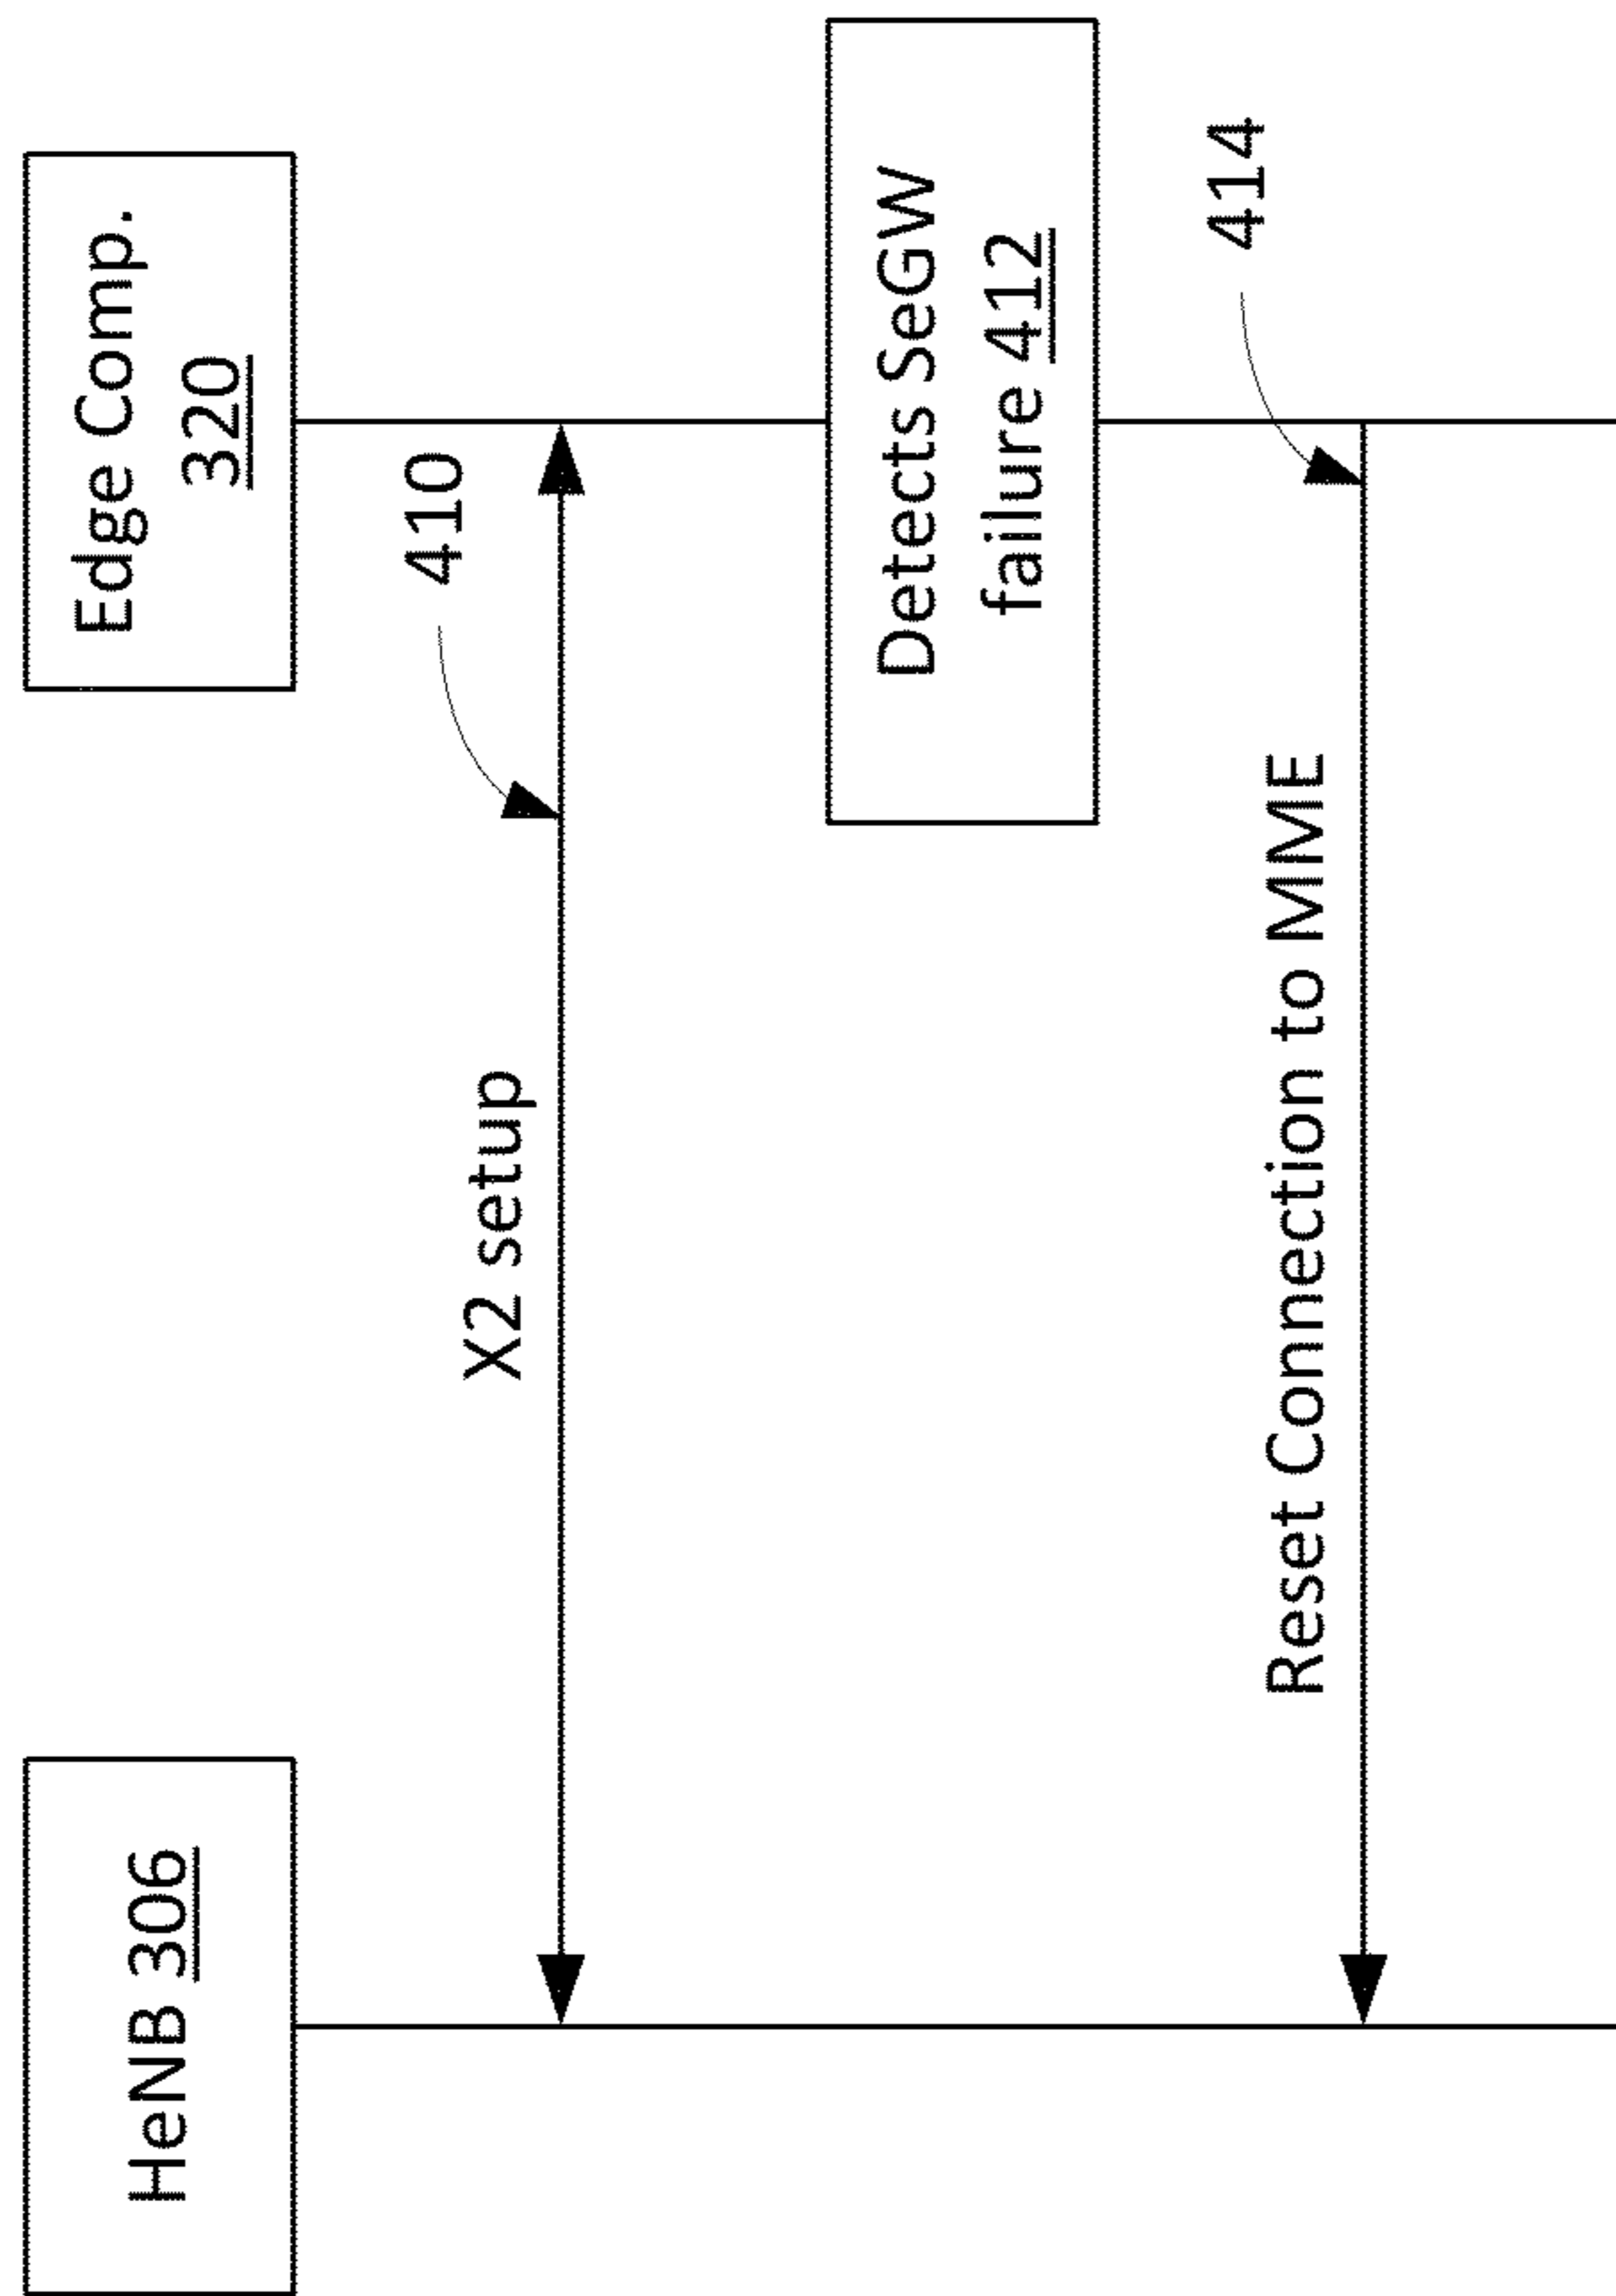 HeNB 306
Edge Comp.
320
410
X2 setup
Detects SeGW
failure 412
414
Reset Connection to MME